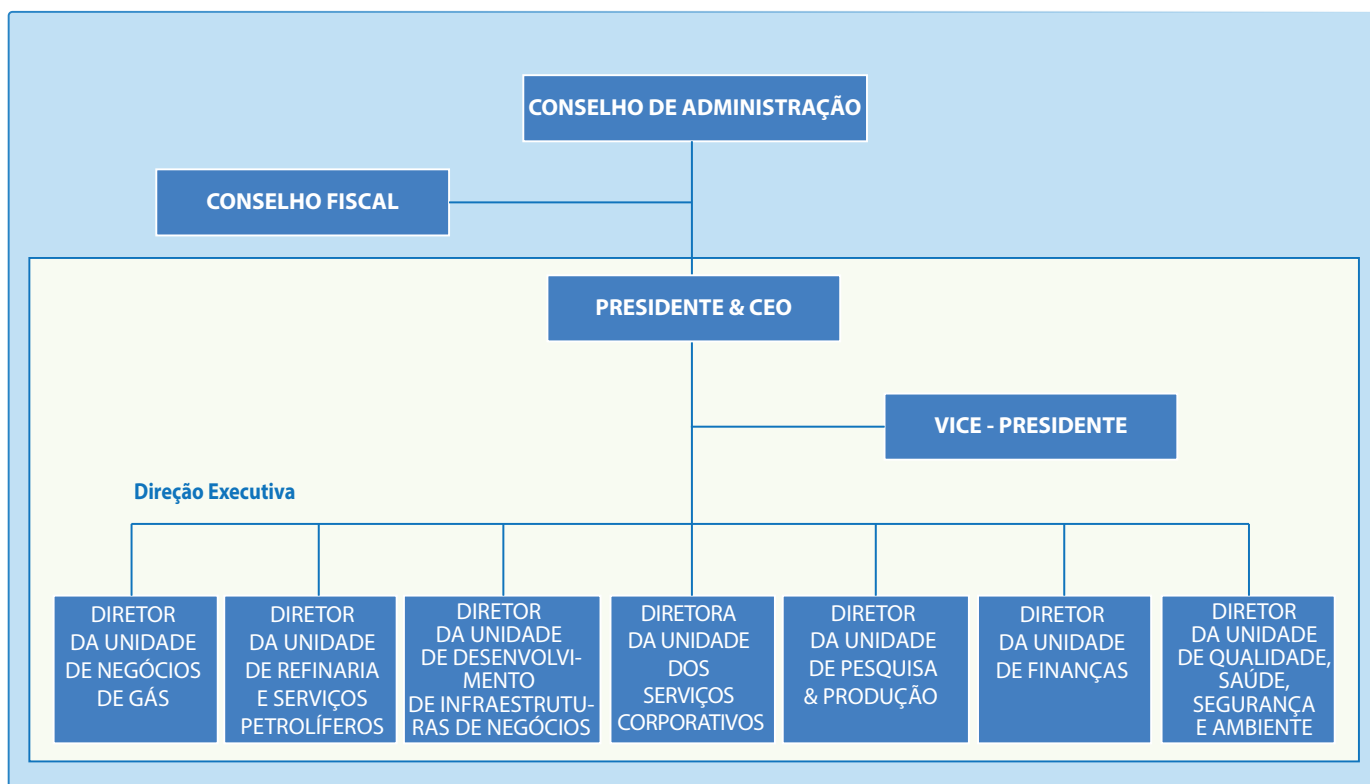 CONSELHO DE ADMINISTRAÇÃO
CONSELHO FISCAL
PRESIDENTE & CEO
VICE - PRESIDENTE
Direção Executiva
DIRETOR
DA UNIDADE
DE NEGÓCIOS
DE GÁS
DIRETOR
DA UNIDADE
DE REFINARIA
E SERVIÇOS
PETROLÍFEROS
DIRETOR
DA UNIDADE
DE DESENVOLVI-
MENTO
DE INFRAESTRUTU-
RAS DE NEGÓCIOS
DIRETORA
DA UNIDADE
DOS
SERVIÇOS
CORPORATIVOS
DIRETOR
DA UNIDADE
DE PESQUISA
& PRODUÇÃO
DIRETOR
DA UNIDADE
DE FINANÇAS
DIRETOR
DA UNIDADE
DE QUALIDADE,
SAÚDE,
SEGURANÇA
E AMBIENTE